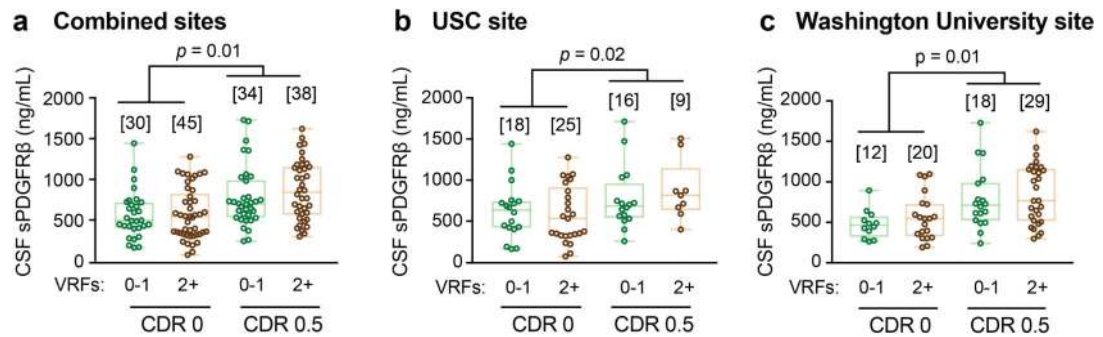 a Combined sites
p = 0.01
CSF sPDGFRβ (ng/mL)
2000
1500
1000
500
0
[30] [45] [34] [38]
VRFs: 0-1 2+ 0-1 2+
CDR 0 CDR 0.5
b USC site
p = 0.02
CSF sPDGFRβ (ng/mL)
2000
1500
1000
500
0
[18] [25] [16] [9]
VRFs: 0-1 2+ 0-1 2+
CDR 0 CDR 0.5
c Washington University site
p = 0.01
CSF sPDGFRβ (ng/mL)
2000
1500
1000
500
0
[12] [20] [18] [29]
VRFs: 0-1 2+ 0-1 2+
CDR 0 CDR 0.5